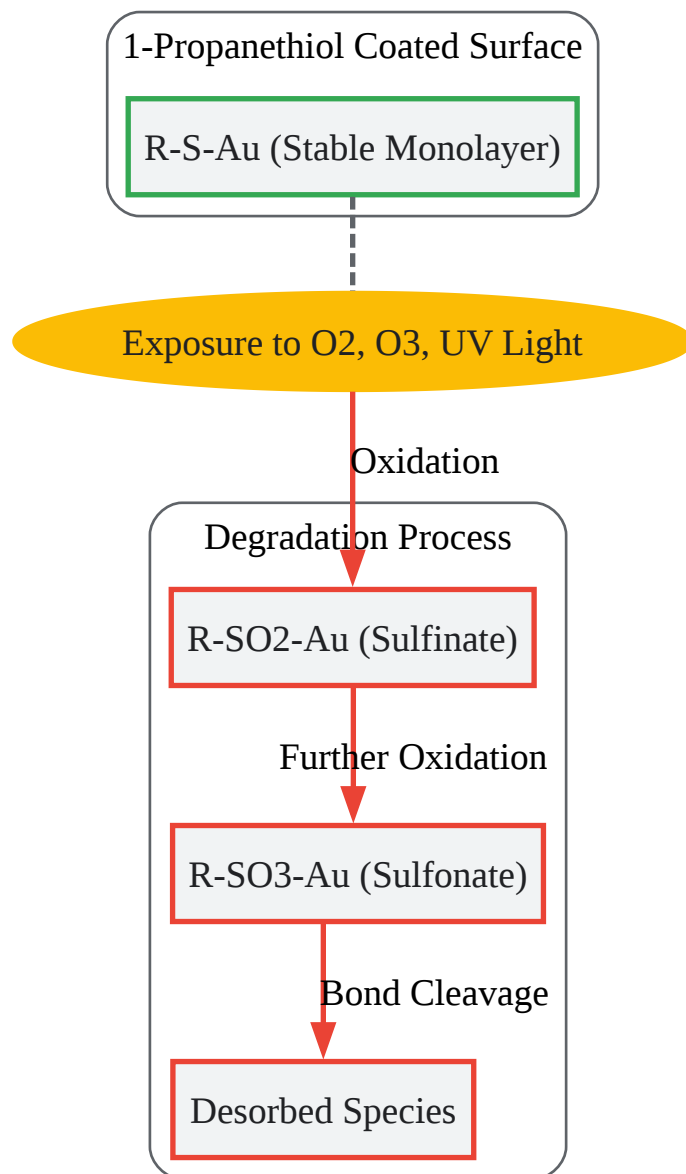 1-Propanethiol Coated Surface
R-S-Au (Stable Monolayer)
Exposure to O2, O3, UV Light
Oxidation
Degradation Process
R-SO2-Au (Sulfinate)
Further Oxidation
R-SO3-Au (Sulfonate)
Bond Cleavage
Desorbed Species